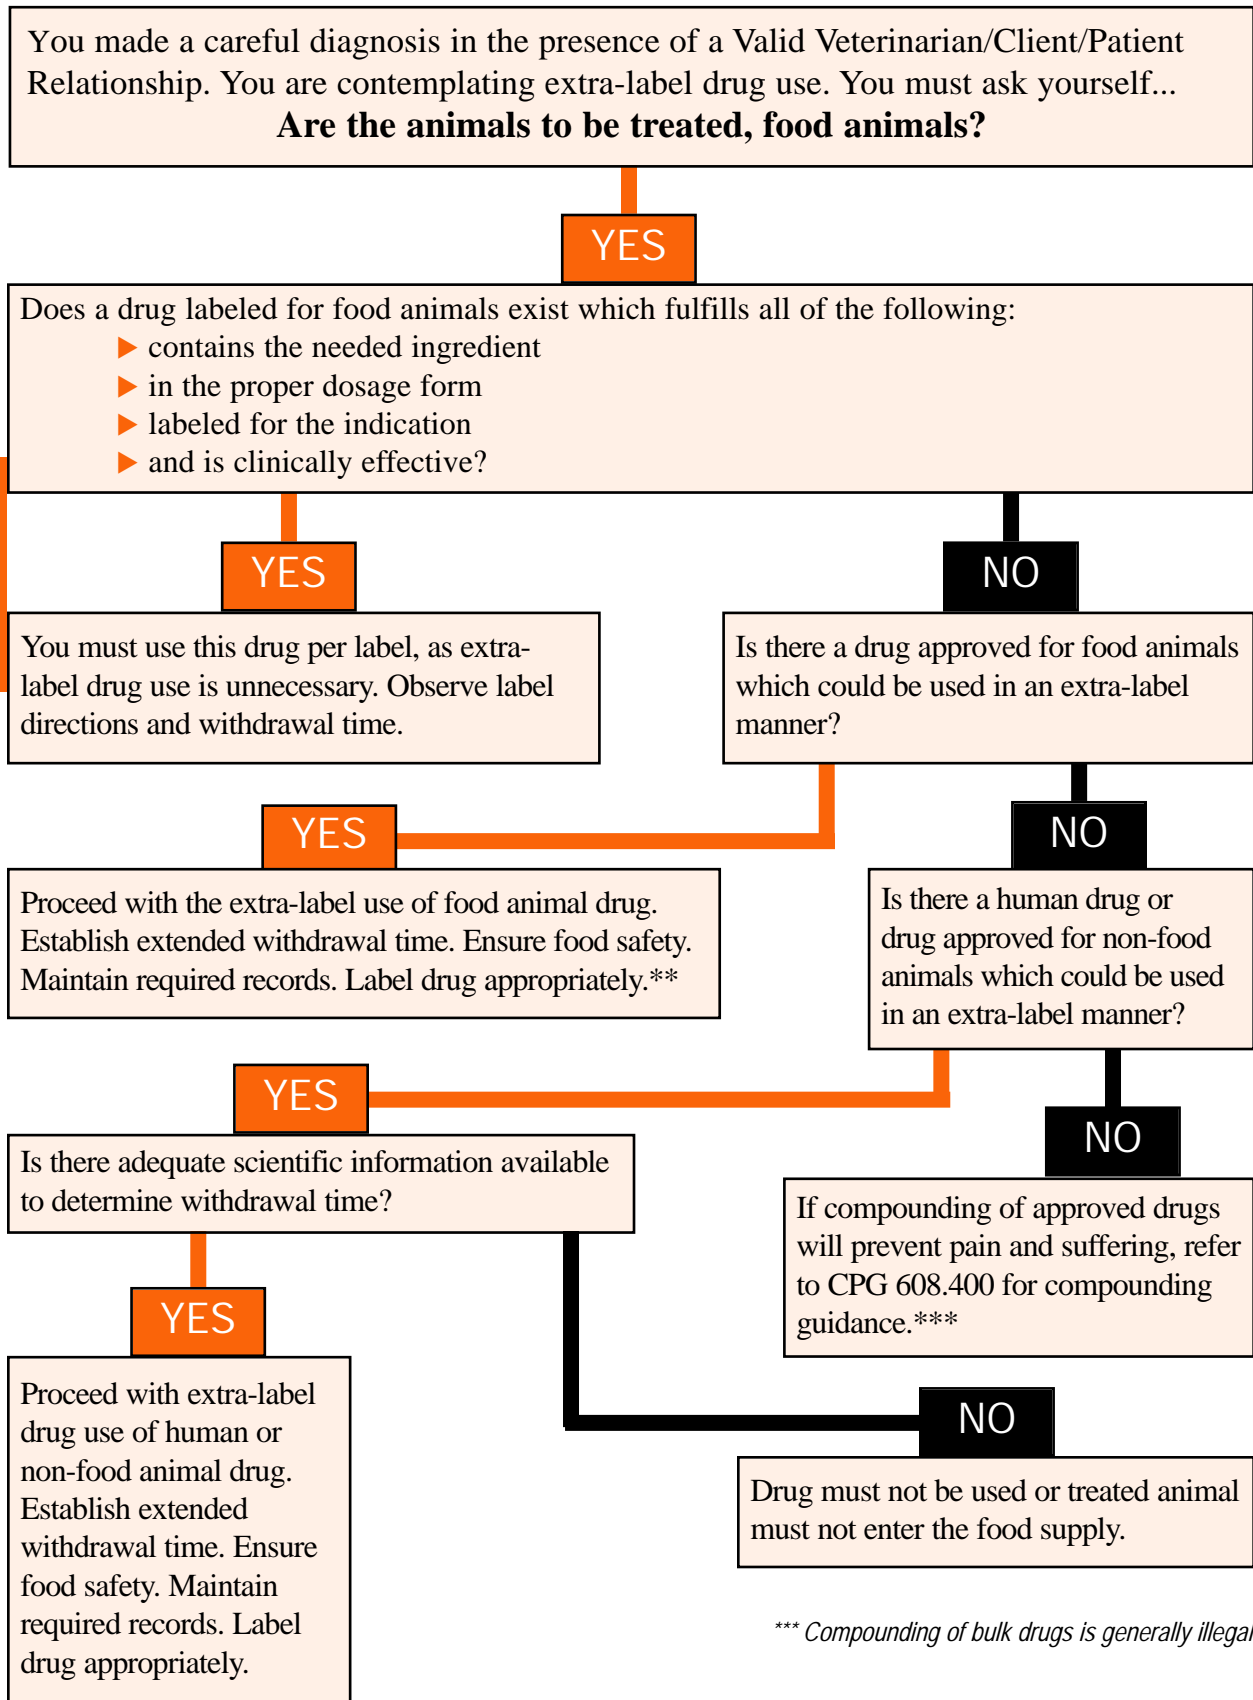 You made a careful diagnosis in the presence of a Valid Veterinarian/Client/Patient
Relationship. You are contemplating extra-label drug use. You must ask yourself...
Are the animals to be treated, food animals?
YES
Does a drug labeled for food animals exist which fulfills all of the following:
▶ contains the needed ingredient
▶ in the proper dosage form
▶ labeled for the indication
▶ and is clinically effective?
YES
NO
You must use this drug per label, as extra-
label drug use is unnecessary. Observe label
directions and withdrawal time.
Is there a drug approved for food animals
which could be used in an extra-label
manner?
YES
NO
Proceed with the extra-label use of food animal drug.
Establish extended withdrawal time. Ensure food safety.
Maintain required records. Label drug appropriately.**
Is there a human drug or
drug approved for non-food
animals which could be used
in an extra-label manner?
YES
NO
Is there adequate scientific information available
to determine withdrawal time?
If compounding of approved drugs
will prevent pain and suffering, refer
to CPG 608.400 for compounding
guidance.***
YES
NO
Proceed with extra-label
drug use of human or
non-food animal drug.
Establish extended
withdrawal time. Ensure
food safety. Maintain
required records. Label
drug appropriately.
Drug must not be used or treated animal
must not enter the food supply.
*** Compounding of bulk drugs is generally illegal